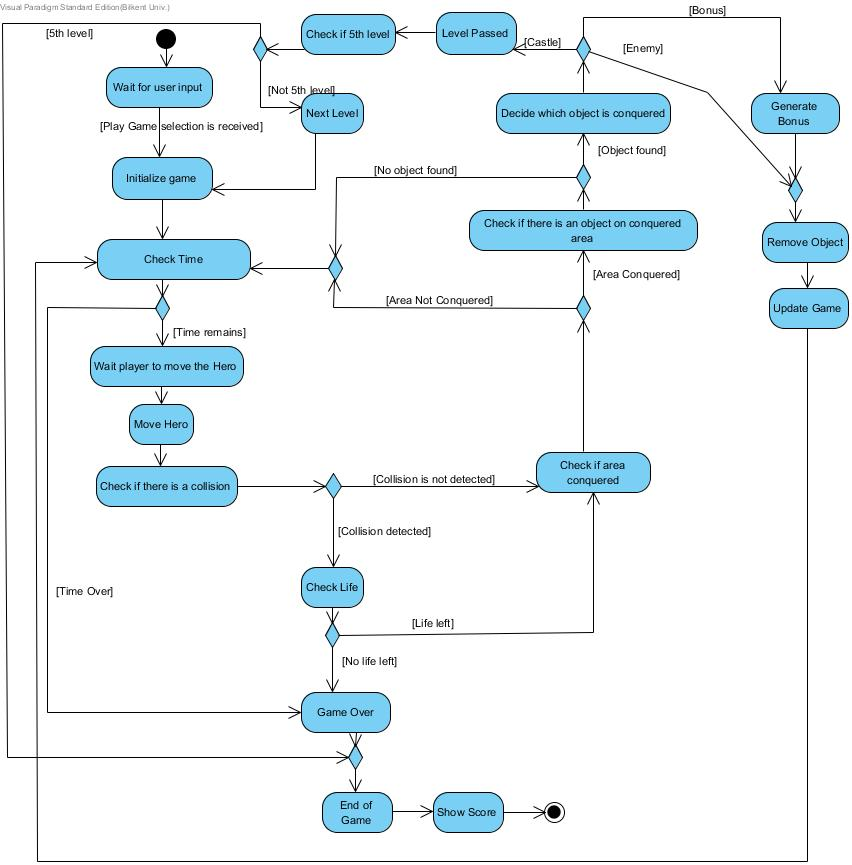 Visual Paradigm Standard Edition(Bilkent Univ.)
[Bonus]
[5th level]
Check if 5th level
Level Passed
[Castle]
[Enemy]
Wait for user input
[Not 5th level]
Next Level
Decide which object is conquered
Generate
Bonus
[Play Game selection is received]
[Object found]
Initialize game
[No object found]
Check if there is an object on conquered
area
Remove Object
Check Time
[Area Conquered]
[Area Not Conquered]
Update Game
[Time remains]
Wait player to move the Hero
Move Hero
Check if there is a collision
[Collision is not detected]
Check if area
conquered
[Collision detected]
Check Life
[Time Over]
[Life left]
[No life left]
Game Over
End of
Game
Show Score